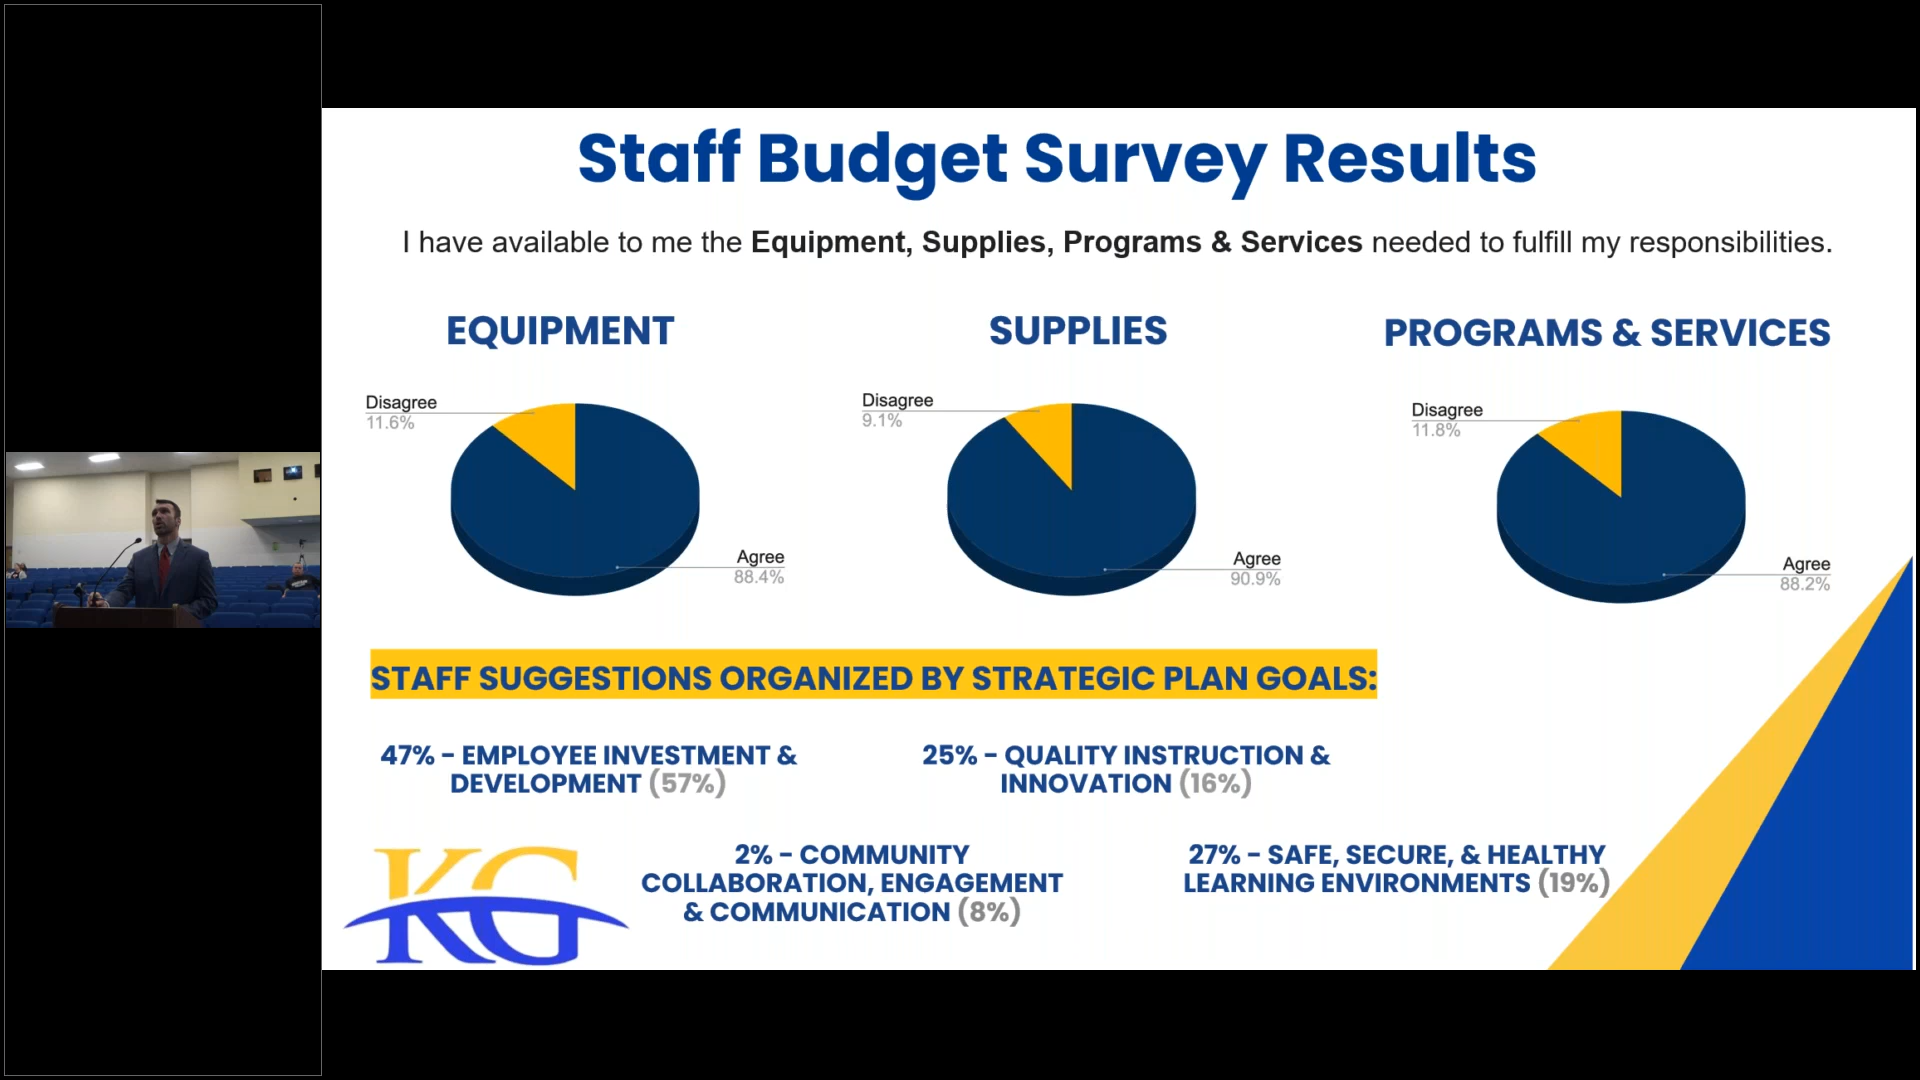 Staff Budget Survey Results
I have available to me the Equipment, Supplies, Programs & Services needed to fulfill my responsibilities.
EQUIPMENT
Disagree
11.6%
Agree
88.4%
SUPPLIES
Disagree
9.1%
Agree
90.9%
PROGRAMS & SERVICES
Disagree
11.8%
Agree
88.2%
STAFF SUGGESTIONS ORGANIZED BY STRATEGIC PLAN GOALS:
47% – EMPLOYEE INVESTMENT &
DEVELOPMENT (57%)
25% – QUALITY INSTRUCTION &
INNOVATION (16%)
KG
2% – COMMUNITY
COLLABORATION, ENGAGEMENT
& COMMUNICATION (8%)
27% – SAFE, SECURE, & HEALTHY
LEARNING ENVIRONMENTS (19%)